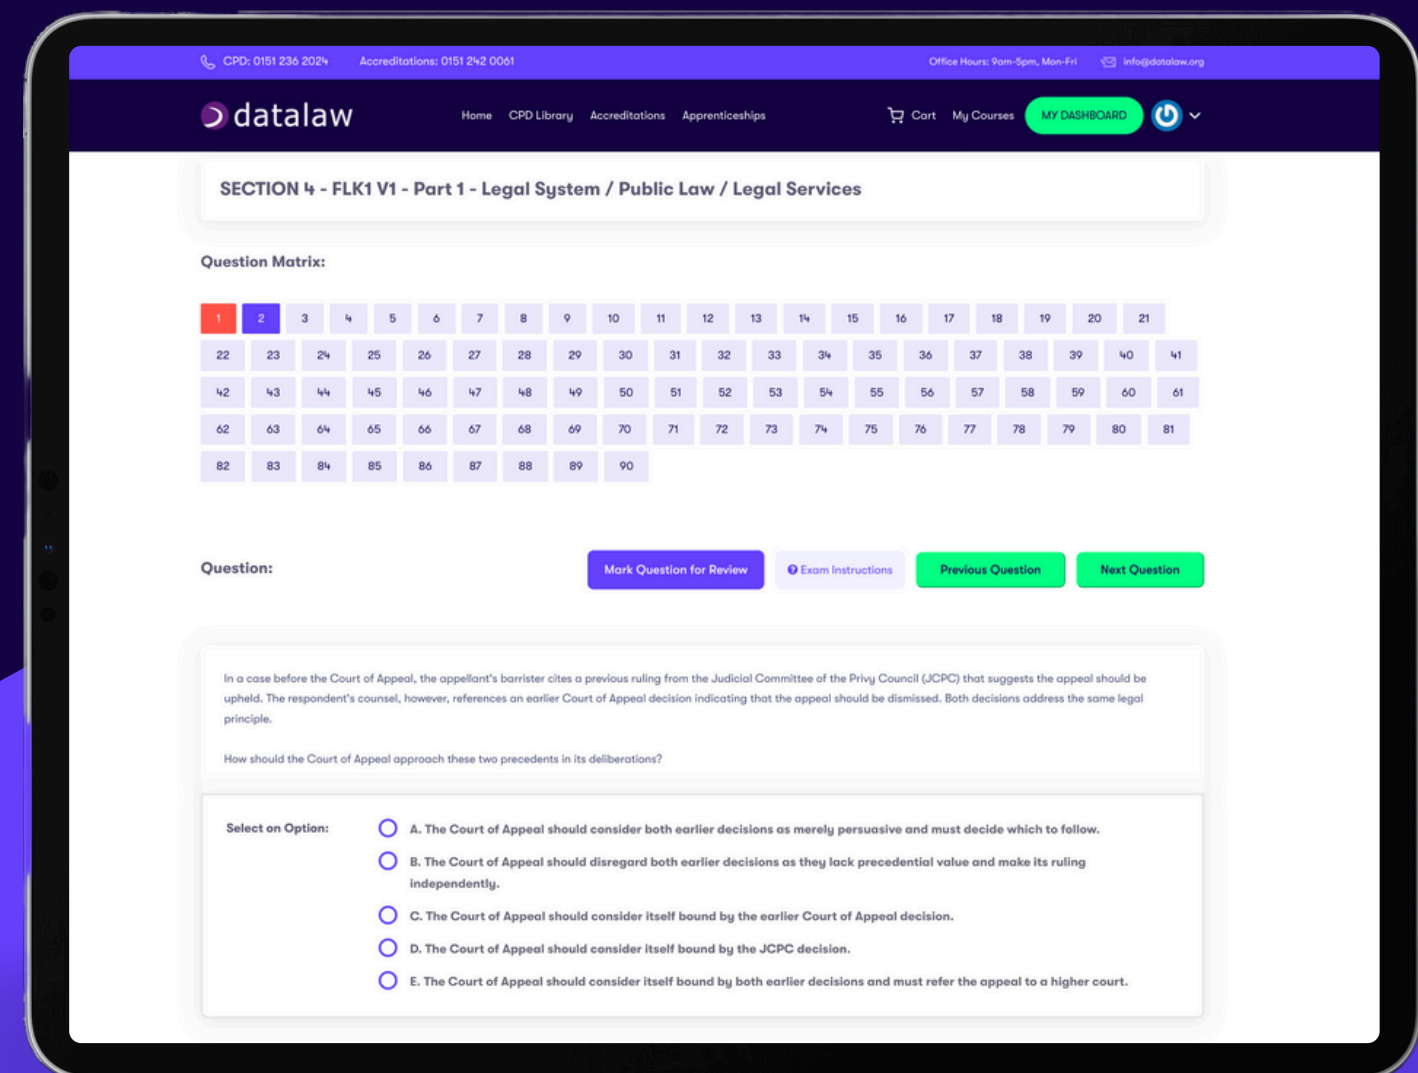 CPD: 0151 236 2024 Accreditations: 0151 242 0061 Office Hours: 9am-5pm, Mon-Fri info@datalaw.org
datalaw Home CPD Library Accreditations Apprenticeships Cart My Courses MY DASHBOARD
SECTION 4 - FLK1 V1 - Part 1 - Legal System / Public Law / Legal Services
Question Matrix:
1 2 3 4 5 6 7 8 9 10 11 12 13 14 15 16 17 18 19 20 21
22 23 24 25 26 27 28 29 30 31 32 33 34 35 36 37 38 39 40 41
42 43 44 45 46 47 48 49 50 51 52 53 54 55 56 57 58 59 60 61
62 63 64 65 66 67 68 69 70 71 72 73 74 75 76 77 78 79 80 81
82 83 84 85 86 87 88 89 90
Question: Mark Question for Review Exam Instructions Previous Question Next Question
In a case before the Court of Appeal, the appellant's barrister cites a previous ruling from the Judicial Committee of the Privy Council (JCPC) that suggests the appeal should be
upheld. The respondent's counsel, however, references an earlier Court of Appeal decision indicating that the appeal should be dismissed. Both decisions address the same legal
principle.
How should the Court of Appeal approach these two precedents in its deliberations?
Select on Option: A. The Court of Appeal should consider both earlier decisions as merely persuasive and must decide which to follow.
B. The Court of Appeal should disregard both earlier decisions as they lack precedential value and make its ruling
independently.
C. The Court of Appeal should consider itself bound by the earlier Court of Appeal decision.
D. The Court of Appeal should consider itself bound by the JCPC decision.
E. The Court of Appeal should consider itself bound by both earlier decisions and must refer the appeal to a higher court.